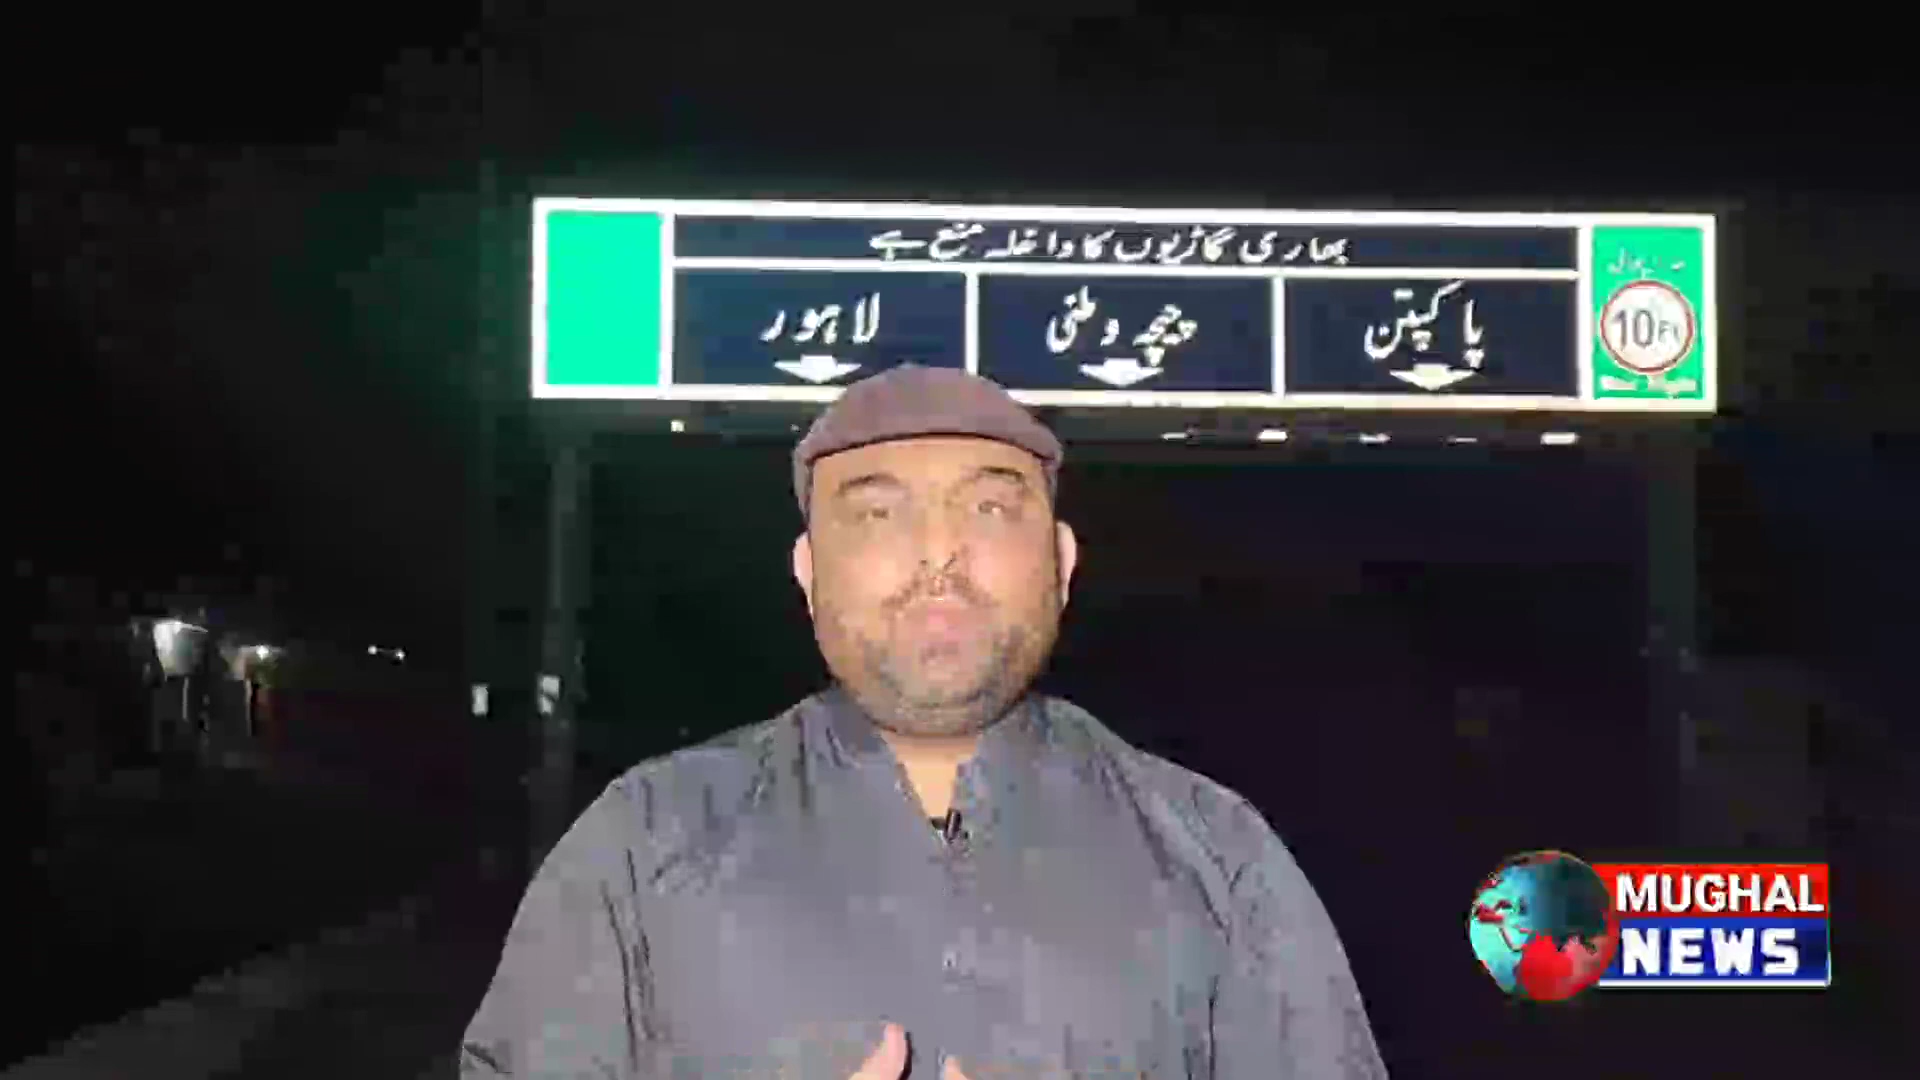 بھاری گاڑیوں کا داخلہ منع ہے
لاہور
چیچہ وطنی
پاکپتن
10Ft
MUGHAL
NEWS